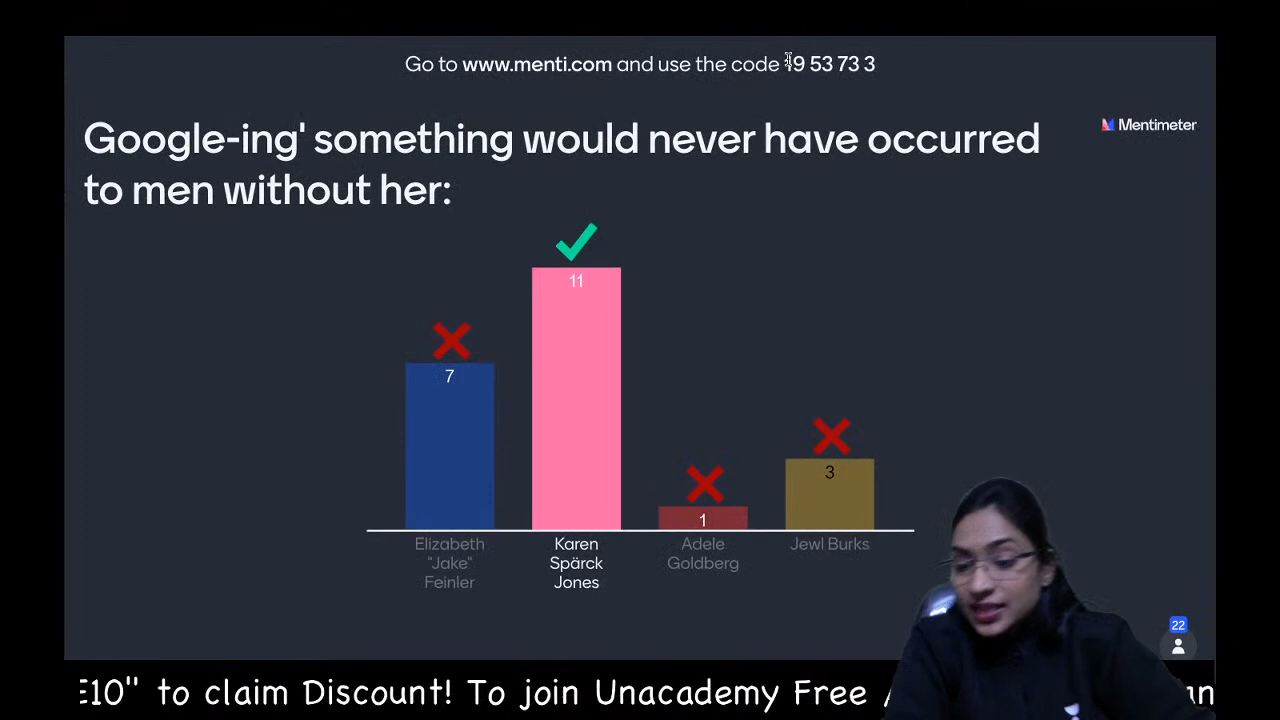 Go to www.menti.com and use the code 9 53 73 3
Mentimeter
Google-ing' something would never have occurred
to men without her:
11
7
3
1
Elizabeth
"Jake"
Feinler
Karen
Spärck
Jones
Adele
Goldberg
Jewl Burks
22
E10" to claim Discount! To join Unacademy Free